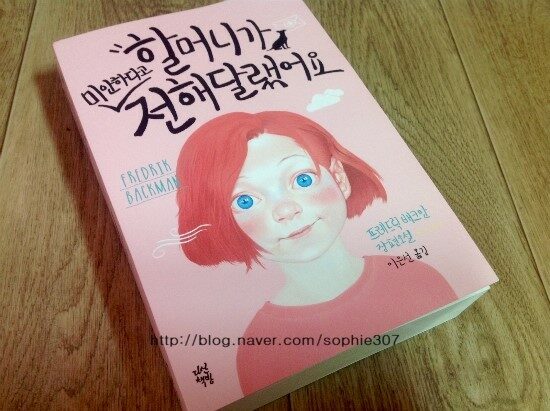 할머니가
미안하다고
전해달랬어요
FREDRIK
BACKMAN
프레드릭 배크만
장편소설
이은선 옮김
http://blog.naver.com/sophie307
다산
책방